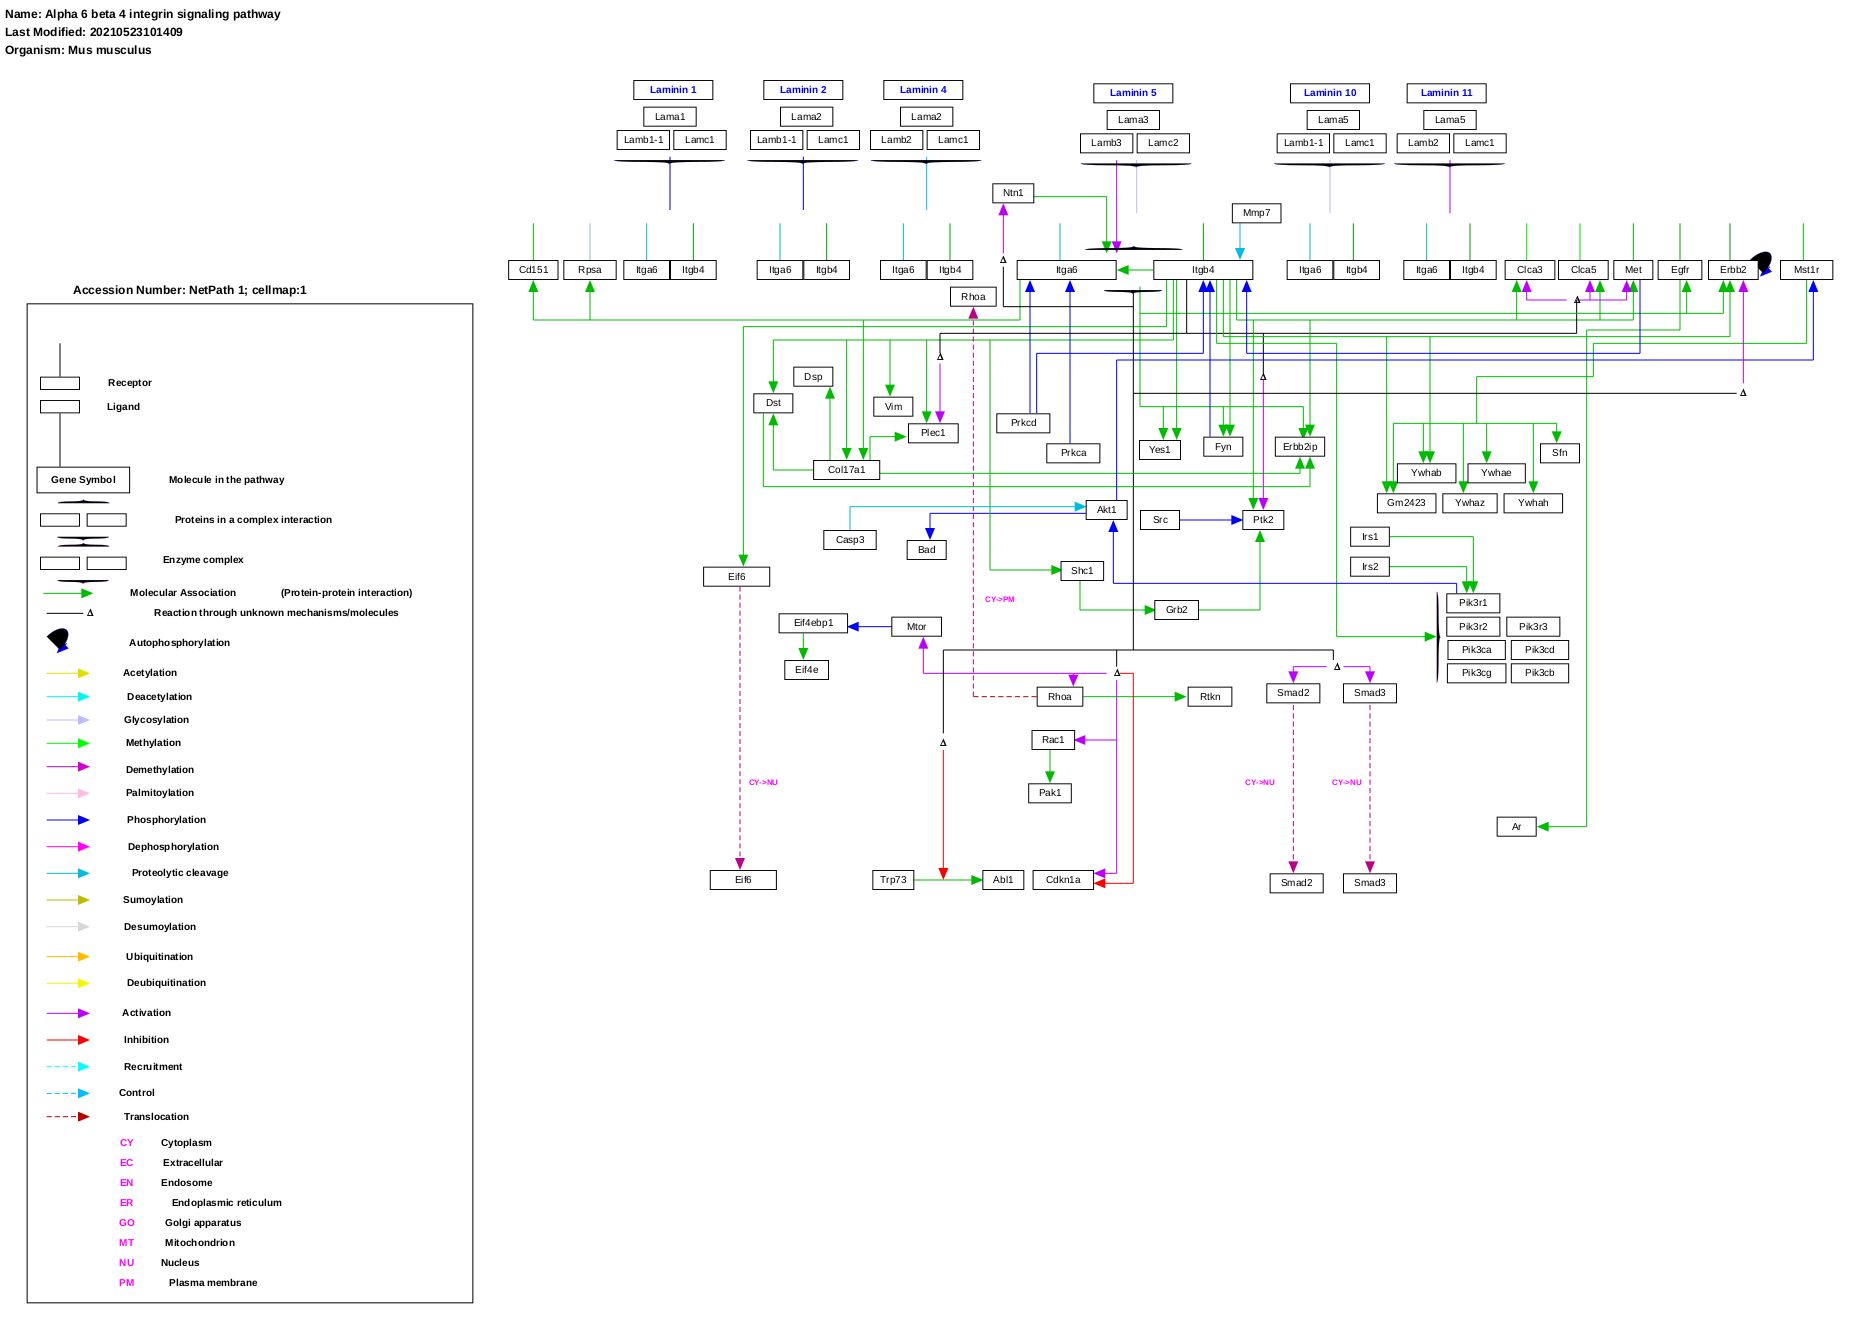 Name: Alpha 6 beta 4 integrin signaling pathway
Last Modified: 20210523101409
Organism: Mus musculus
Laminin 1
Laminin 2
Laminin 4
Laminin 5
Laminin 10
Laminin 11
Lama1
Lama2
Lama2
Lama3
Lama5
Lama5
Lamb1-1
Lamc1
Lamb1-1
Lamc1
Lamb2
Lamc1
Lamb3
Lamc2
Lamb1-1
Lamc1
Lamb2
Lamc1
Ntn1
Mmp7
Δ
Cd151
Rpsa
Itga6
Itgb4
Itga6
Itgb4
Itga6
Itgb4
Itga6
Itgb4
Itga6
Itgb4
Itga6
Itgb4
Clca3
Clca5
Met
Egfr
Erbb2
Mst1r
Rhoa
Δ
Δ
Dsp
Δ
Dst
Vim
Δ
Plec1
Prkcd
Prkca
Yes1
Fyn
Erbb2ip
Sfn
Col17a1
Ywhab
Ywhae
Gm2423
Ywhaz
Ywhah
Akt1
Src
Ptk2
Casp3
Bad
Irs1
Irs2
Eif6
Shc1
CY->PM
Grb2
Pik3r1
Eif4ebp1
Mtor
Pik3r2
Pik3r3
Pik3ca
Pik3cd
Eif4e
Δ
Δ
Pik3cg
Pik3cb
Rhoa
Rtkn
Smad2
Smad3
Δ
Rac1
CY->NU
CY->NU
CY->NU
Pak1
Ar
Eif6
Trp73
Abl1
Cdkn1a
Smad2
Smad3
Accession Number: NetPath 1; cellmap:1
Receptor
Ligand
Gene Symbol
Molecule in the pathway
Proteins in a complex interaction
Enzyme complex
Molecular Association (Protein-protein interaction)
Δ Reaction through unknown mechanisms/molecules
Autophosphorylation
Acetylation
Deacetylation
Glycosylation
Methylation
Demethylation
Palmitoylation
Phosphorylation
Dephosphorylation
Proteolytic cleavage
Sumoylation
Desumoylation
Ubiquitination
Deubiquitination
Activation
Inhibition
Recruitment
Control
Translocation
CY Cytoplasm
EC Extracellular
EN Endosome
ER Endoplasmic reticulum
GO Golgi apparatus
MT Mitochondrion
NU Nucleus
PM Plasma membrane